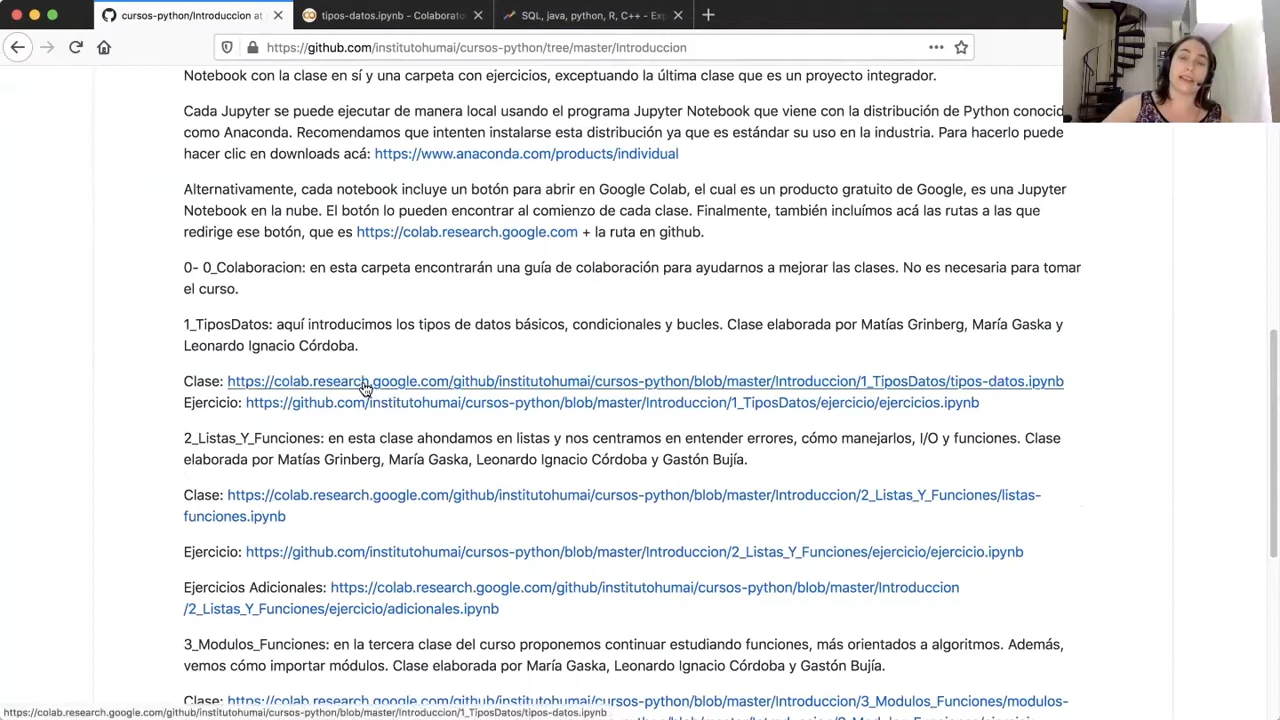 cursos-python/Introduccion at
tipos-datos.ipynb - Colaborato
SQL, java, python, R, C++ - Exp
https://github.com/institutohumai/cursos-python/tree/master/Introduccion
Notebook con la clase en sí y una carpeta con ejercicios, exceptuando la última clase que es un proyecto integrador.
Cada Jupyter se puede ejecutar de manera local usando el programa Jupyter Notebook que viene con la distribución de Python conocid
como Anaconda. Recomendamos que intenten instalarse esta distribución ya que es estándar su uso en la industria. Para hacerlo puede
hacer clic en downloads acá: https://www.anaconda.com/products/individual
Alternativamente, cada notebook incluye un botón para abrir en Google Colab, el cual es un producto gratuito de Google, es una Jupyter
Notebook en la nube. El botón lo pueden encontrar al comienzo de cada clase. Finalmente, también incluímos acá las rutas a las que
redirige ese botón, que es https://colab.research.google.com + la ruta en github.
0- 0_Colaboracion: en esta carpeta encontrarán una guía de colaboración para ayudarnos a mejorar las clases. No es necesaria para tomar
el curso.
1_TiposDatos: aquí introducimos los tipos de datos básicos, condicionales y bucles. Clase elaborada por Matías Grinberg, María Gaska y
Leonardo Ignacio Córdoba.
Clase: https://colab.research.google.com/github/institutohumai/cursos-python/blob/master/Introduccion/1_TiposDatos/tipos-datos.ipynb
Ejercicio: https://github.com/institutohumai/cursos-python/blob/master/Introduccion/1_TiposDatos/ejercicio/ejercicios.ipynb
2_Listas_Y_Funciones: en esta clase ahondamos en listas y nos centramos en entender errores, cómo manejarlos, I/O y funciones. Clase
elaborada por Matías Grinberg, María Gaska, Leonardo Ignacio Córdoba y Gastón Bujía.
Clase: https://colab.research.google.com/github/institutohumai/cursos-python/blob/master/Introduccion/2_Listas_Y_Funciones/listas-
funciones.ipynb
Ejercicio: https://github.com/institutohumai/cursos-python/blob/master/Introduccion/2_Listas_Y_Funciones/ejercicio/ejercicio.ipynb
Ejercicios Adicionales: https://colab.research.google.com/github/institutohumai/cursos-python/blob/master/Introduccion
/2_Listas_Y_Funciones/ejercicio/adicionales.ipynb
3_Modulos_Funciones: en la tercera clase del curso proponemos continuar estudiando funciones, más orientados a algoritmos. Además,
vemos cómo importar módulos. Clase elaborada por María Gaska, Leonardo Ignacio Córdoba y Gastón Bujía.
Clase: https://colab.research.google.com/github/institutohumai/cursos-python/blob/master/Introduccion/3_Modulos_Funciones/modulos-
https://colab.research.google.com/github/institutohumai/cursos-python/blob/master/Introduccion/1_TiposDatos/tipos-datos.ipynb